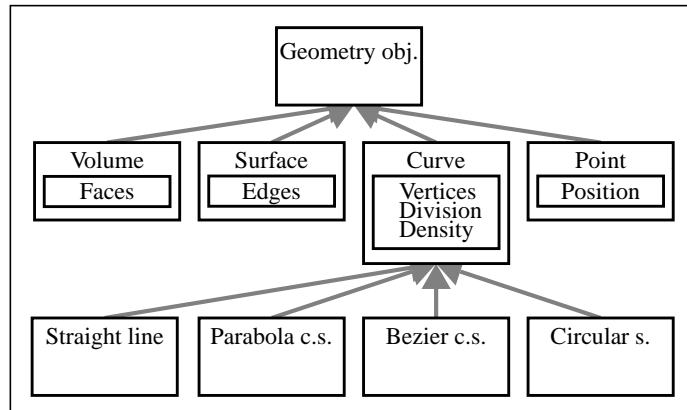 Geometry obj.
Volume
Faces
Surface
Edges
Curve
Vertices
Division
Density
Point
Position
Straight line
Parabola c.s.
Bezier c.s.
Circular s.